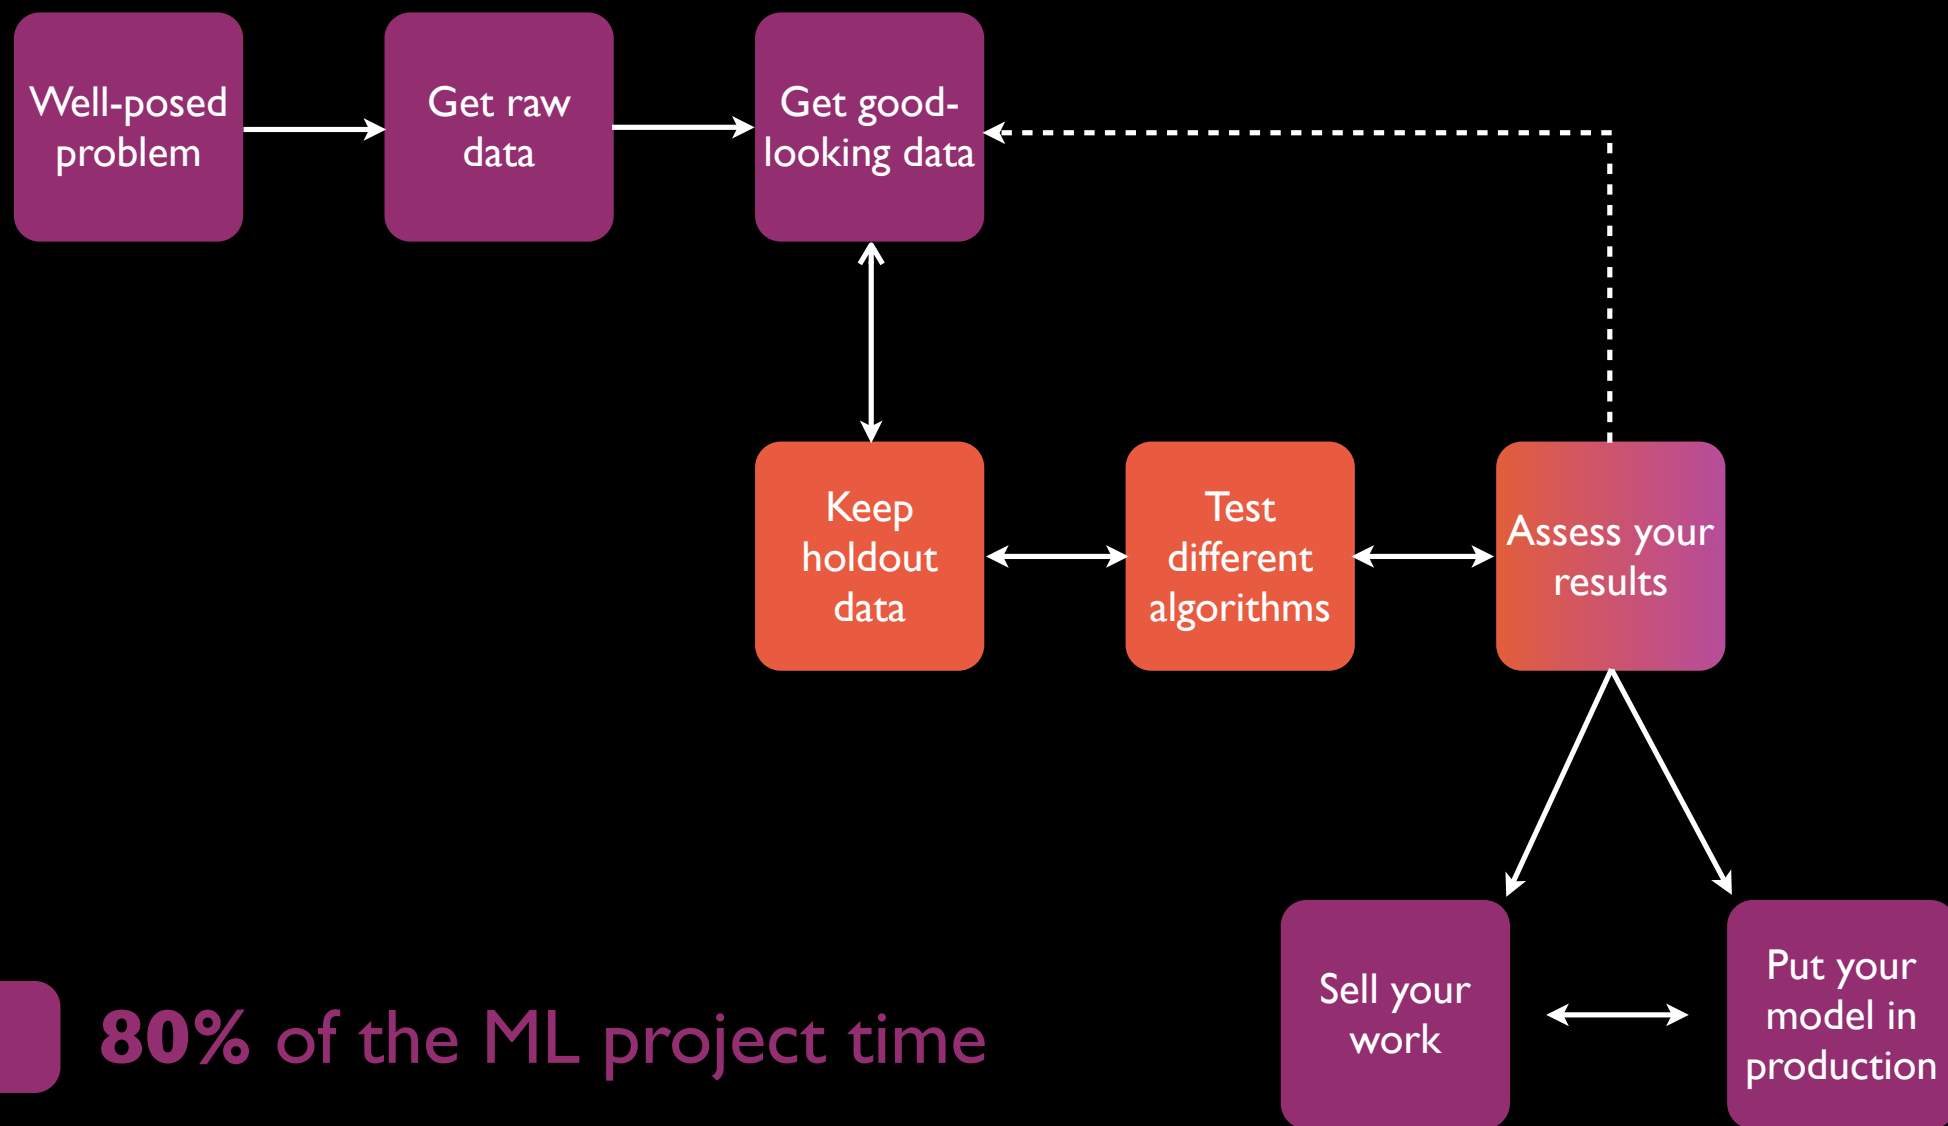 Well-posed
problem
Get raw
data
Get good-
looking data
Keep
holdout
data
Test
different
algorithms
Assess your
results
Sell your
work
Put your
model in
production
80% of the ML project time